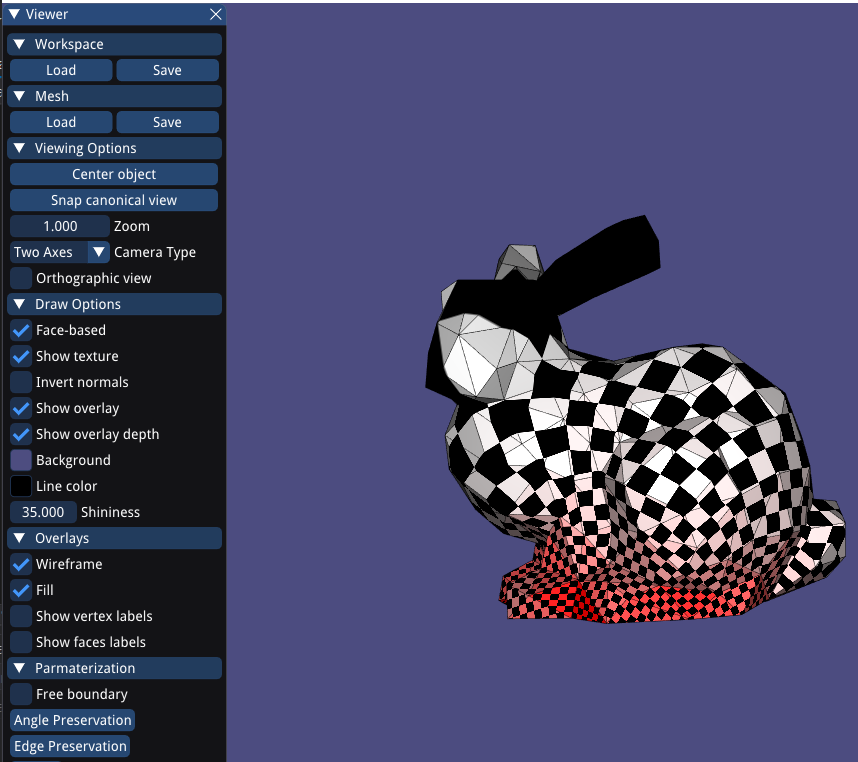 Viewer
Workspace
Load Save
Mesh
Load Save
Viewing Options
Center object
Snap canonical view
1.000 Zoom
Two Axes Camera Type
Orthographic view
Draw Options
Face-based
Show texture
Invert normals
Show overlay
Show overlay depth
Background
Line color
35.000 Shininess
Overlays
Wireframe
Fill
Show vertex labels
Show faces labels
Parmaterization
Free boundary
Angle Preservation
Edge Preservation